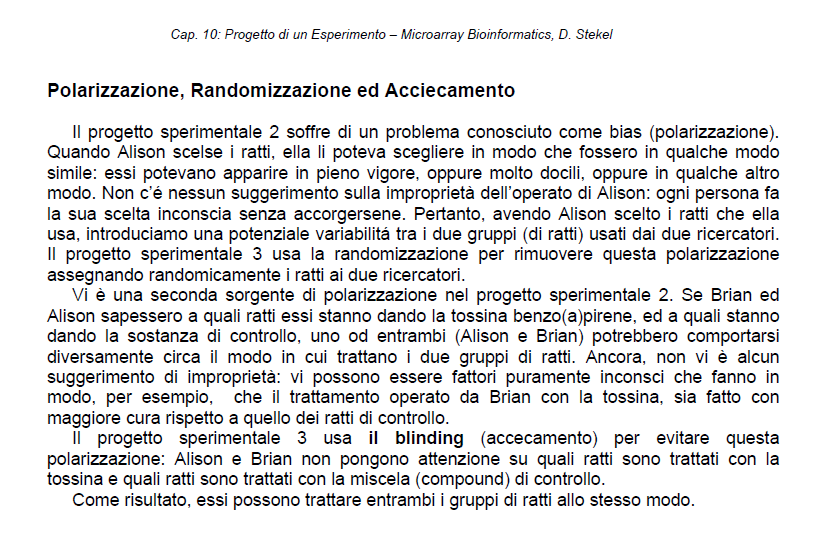 Cap. 10: Progetto di un Esperimento – Microarray Bioinformatics, D. Stekel
Polarizzazione, Randomizzazione ed Acciecamento
Il progetto sperimentale 2 soffre di un problema conosciuto come bias (polarizzazione).
Quando Alison scelse i ratti, ella li poteva scegliere in modo che fossero in qualche modo
simile: essi potevano apparire in pieno vigore, oppure molto docili, oppure in qualche altro
modo. Non c'é nessun suggerimento sulla improprietà dell'operato di Alison: ogni persona fa
la sua scelta inconscia senza accorgersene. Pertanto, avendo Alison scelto i ratti che ella
usa, introduciamo una potenziale variabilitá tra i due gruppi (di ratti) usati dai due ricercatori.
Il progetto sperimentale 3 usa la randomizzazione per rimuovere questa polarizzazione
assegnando randomicamente i ratti ai due ricercatori.
Vi è una seconda sorgente di polarizzazione nel progetto sperimentale 2. Se Brian ed
Alison sapessero a quali ratti essi stanno dando la tossina benzo(a)pirene, ed a quali stanno
dando la sostanza di controllo, uno od entrambi (Alison e Brian) potrebbero comportarsi
diversamente circa il modo in cui trattano i due gruppi di ratti. Ancora, non vi è alcun
suggerimento di improprietà: vi possono essere fattori puramente inconsci che fanno in
modo, per esempio, che il trattamento operato da Brian con la tossina, sia fatto con
maggiore cura rispetto a quello dei ratti di controllo.
Il progetto sperimentale 3 usa il blinding (accecamento) per evitare questa
polarizzazione: Alison e Brian non pongono attenzione su quali ratti sono trattati con la
tossina e quali ratti sono trattati con la miscela (compound) di controllo.
Come risultato, essi possono trattare entrambi i gruppi di ratti allo stesso modo.